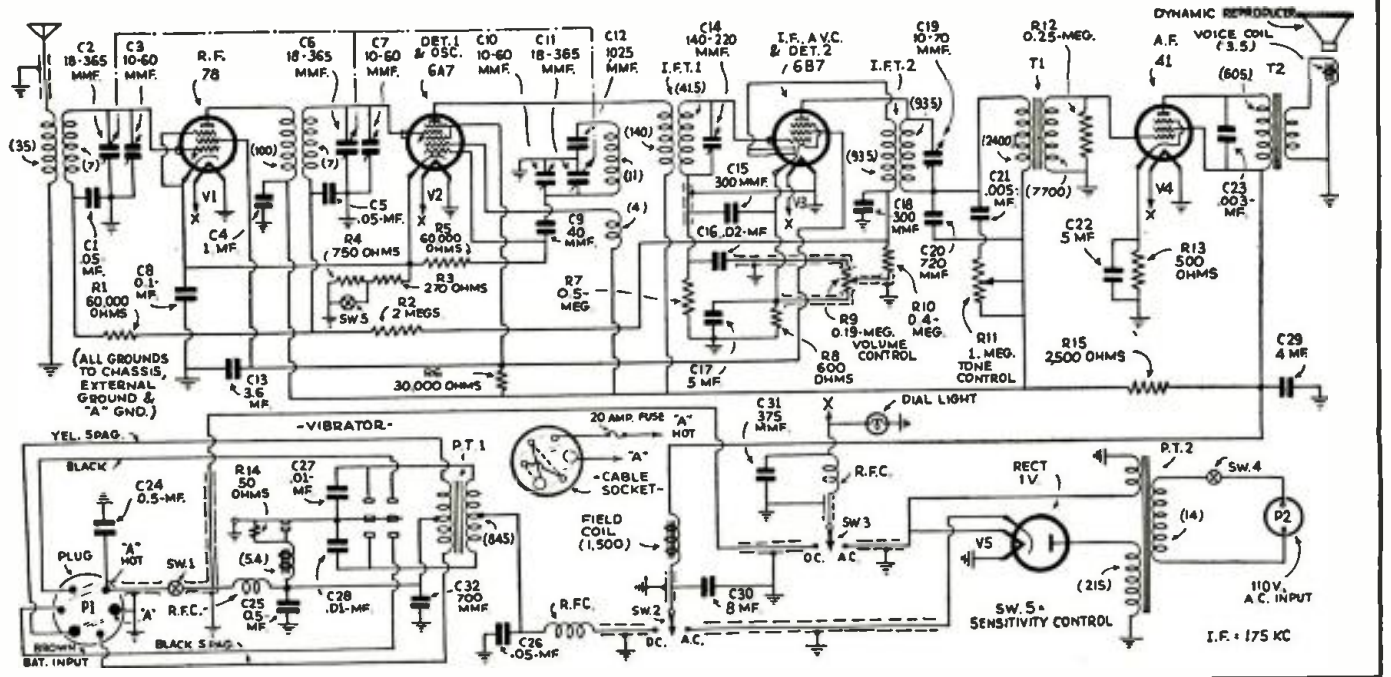 DYNAMIC REPRODUCER
VOICE COIL
(3.5)
T2
C2
18-365
MMF.
C3
10-60
MMF.
R.F.
78
C6
18-365
MMF.
C7
10-60
MMF.
DET.1
& OSC.
6A7
C10
10-60
MMF.
C11
18-365
MMF.
C12
1025
MMF.
I.F.T.1
C14
140-220
MMF.
I.F., A.V.C.
& DET.2
6B7
I.F.T.2
C19
10-70
MMF.
T1
R12
0.25-MEG.
A.F.
41
(605)
(35)
(7)
(100)
(7)
(11)
(140)
(41.5)
(935)
(935)
(2400)
(7700)
V1
X
V2
X
V3
X
V4
X
C1
.05
MF.
C4
.1 MF.
C5
.05-MF.
C9
40
MMF.
(4)
C15
300 MMF.
C16 .02-MF
C18
300
MMF.
C20
720
MMF
C21
.005-
MF.
C22
5 MF
C23
.003-
MF.
C8
0.1-
MF.
R1
60,000
OHMS
R4
750 OHMS
R5
60,000
OHMS
R3
270 OHMS
SW.5
R2
2 MEGS
R7
0.5-
MEG
R9
0.19-MEG.
VOLUME
CONTROL
R10
0.4-
MEG.
R11
1. MEG.
TONE
CONTROL
R13
500
OHMS
(ALL GROUNDS
TO CHASSIS,
EXTERNAL
GROUND &
"A" GND.)
C13
3.6
MF.
R6
30,000 OHMS
C17
5 MF.
R8
600
OHMS
R15
2,500 OHMS
C29
4 MF.
YEL. SPAG.
-VIBRATOR-
P.T.1
20 AMP. FUSE
"A"
HOT
"A"
-CABLE
SOCKET-
C31
375
MMF.
X
DIAL LIGHT
R.F.C.
BLACK
C24
0.5-MF.
R14
50
OHMS
C27
.01-
MF
(845)
FIELD
COIL
(1,500)
SW3
D.C.
A.C.
RECT
1V.
V5
P.T.2
SW.4
(14)
P2
110V.
A.C. INPUT
PLUG
"A"
HOT
SW.1
(54)
P1
"A"
R.F.C.
C25
0.5-
MF
C28
.01-MF.
C32
700
MMF
C26
.05-MF
R.FC.
SW.2
D.C.
A.C.
C30
8 MF
(215)
SW. 5 =
SENSITIVITY CONTROL
I.F. = 175 KC
BROWN
BLACK SPAG.
BAT. INPUT